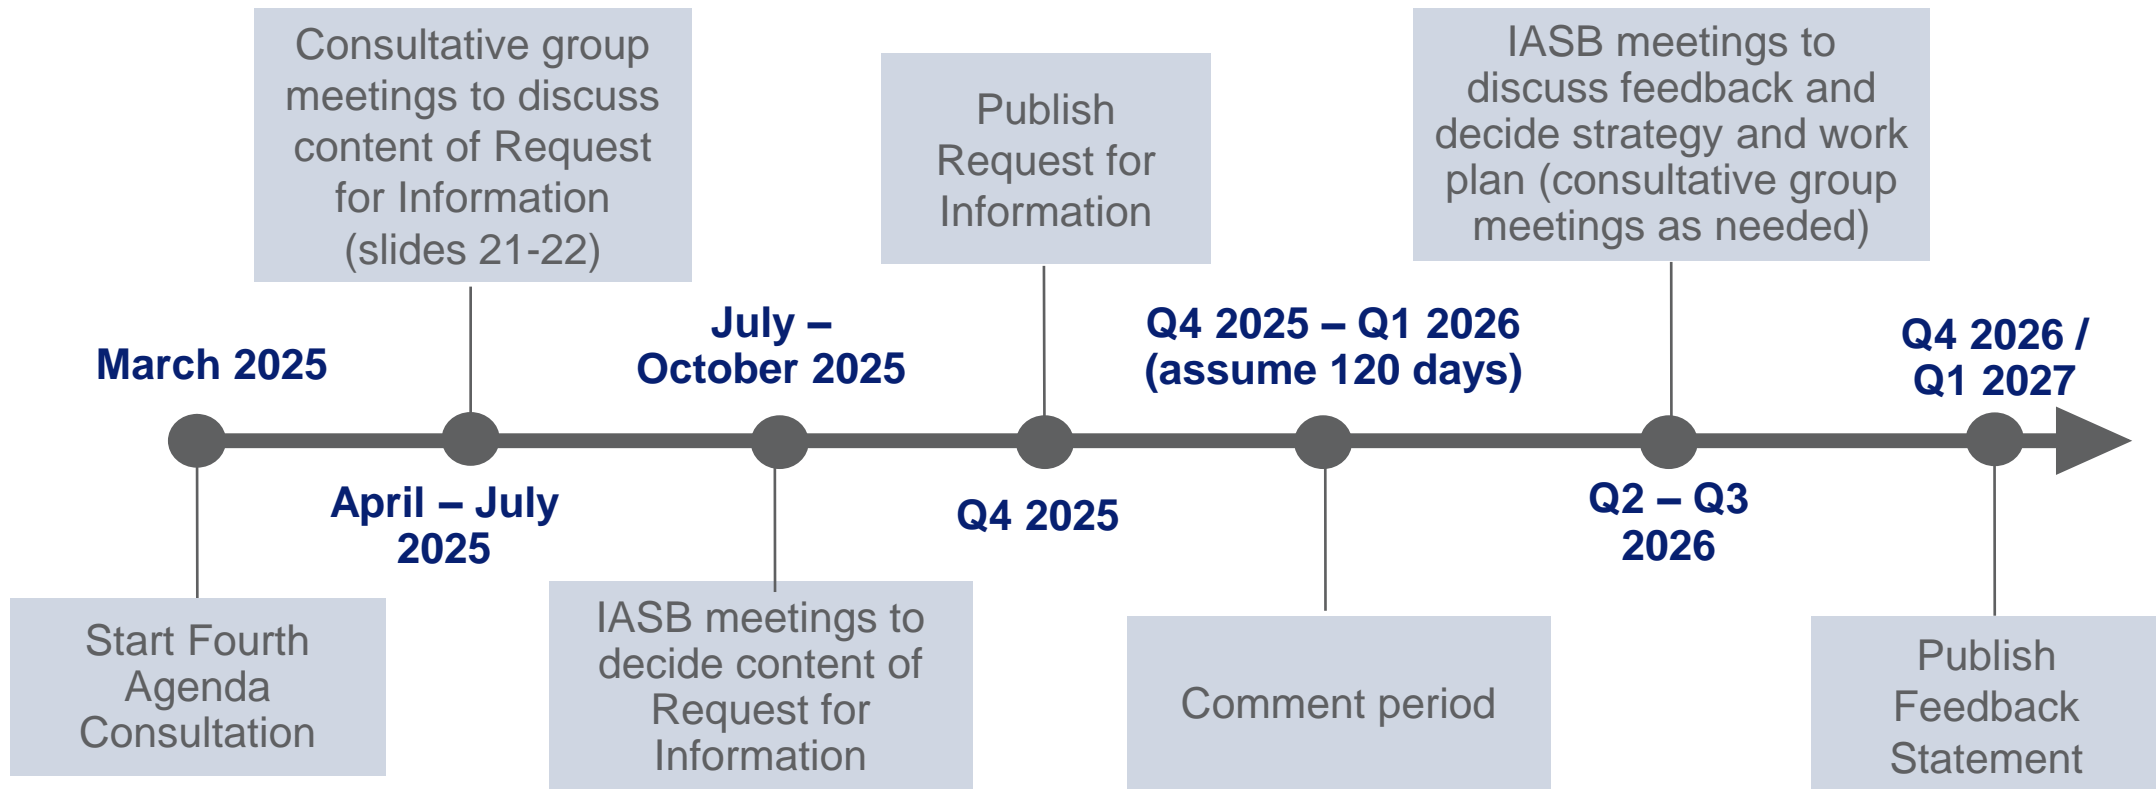 Consultative group
meetings to discuss
content of Request
for Information
(slides 21-22)
Publish
Request for
Information
IASB meetings to
discuss feedback and
decide strategy and work
plan (consultative group
meetings as needed)
March 2025
July –
October 2025
Q4 2025 – Q1 2026
(assume 120 days)
Q4 2026 /
Q1 2027
April – July
2025
Q4 2025
Q2 – Q3
2026
Start Fourth
Agenda
Consultation
IASB meetings to
decide content of
Request for
Information
Comment period
Publish
Feedback
Statement